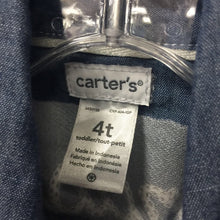 carter's®
4t
toddler/tout-petit
Made in Indonesia
Fabriqué en Indonésie
Hecho en Indonesia